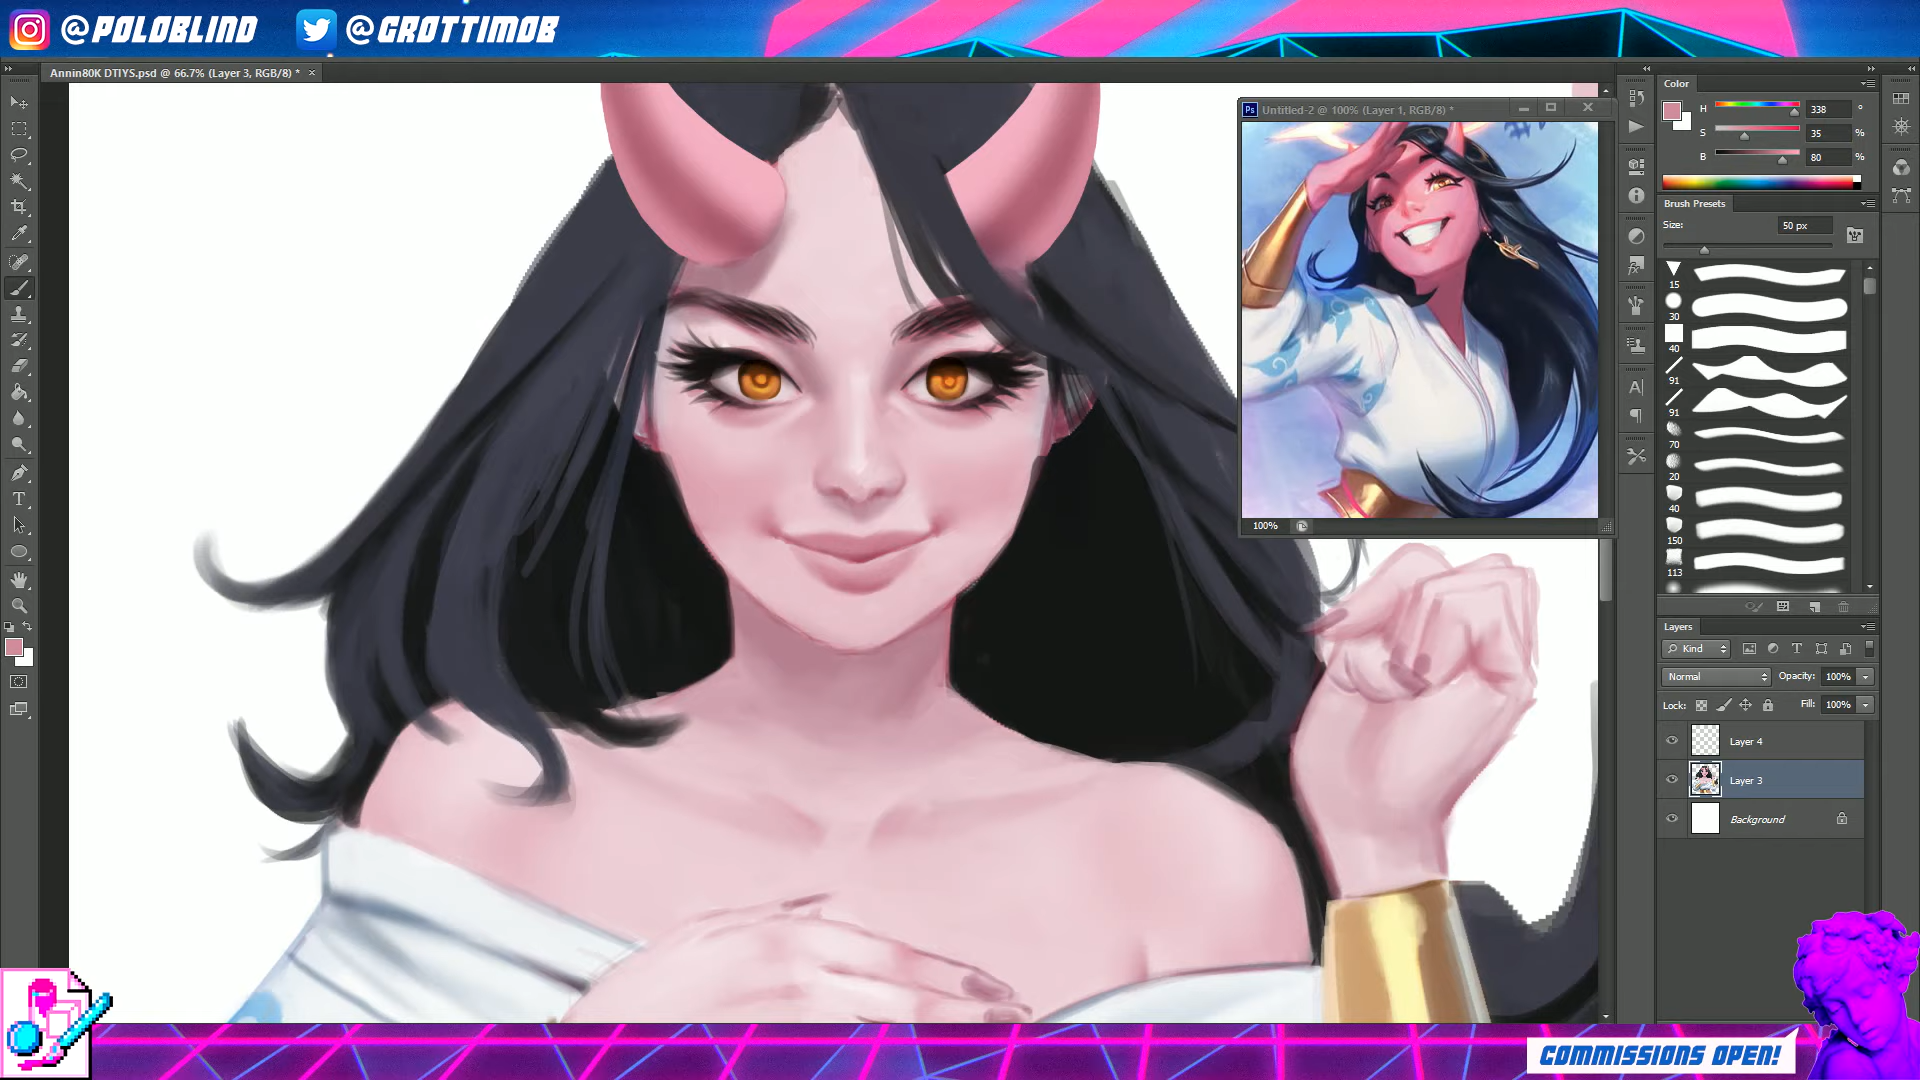 @POLOBLIND
@GROTTIMOB
Annin80K DTIYS.psd @ 66.7% (Layer 3, RGB/8) *
Ps Untitled-2 @ 100% (Layer 1, RGB/8) *
100%
Color
H 338 °
S 35 %
B 80 %
Brush Presets
Size: 50 px
15
30
40
91
91
70
20
40
150
113
Layers
Kind
Normal Opacity: 100%
Lock: Fill: 100%
Layer 4
Layer 3
Background
COMMISSIONS OPEN!